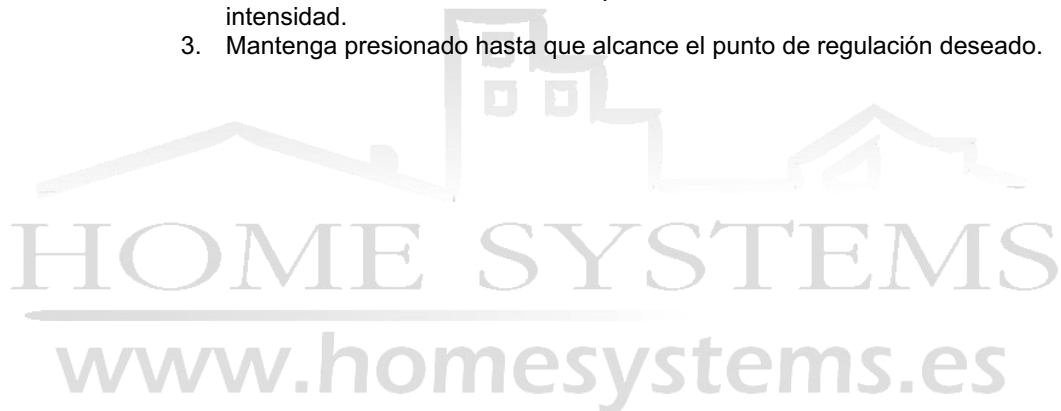 intensidad.
3. Mantenga presionado hasta que alcance el punto de regulación deseado.
HOME SYSTEMS
www.homesystems.es